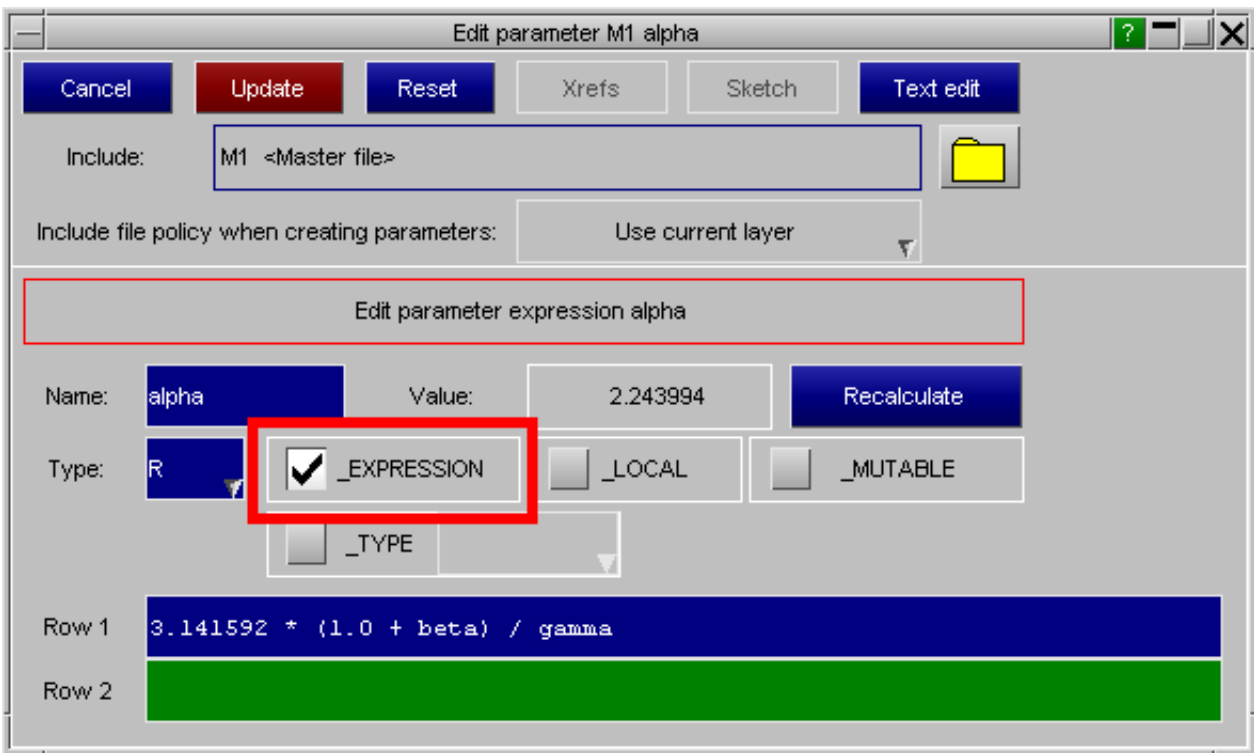 Edit parameter M1 alpha ?
Cancel Update Reset Xrefs Sketch Text edit
Include: M1 <Master file>
Include file policy when creating parameters: Use current layer
Edit parameter expression alpha
Name: alpha Value: 2.243994 Recalculate
Type: R _EXPRESSION _LOCAL _MUTABLE
_TYPE
Row 1 3.141592 * (1.0 + beta) / gamma
Row 2